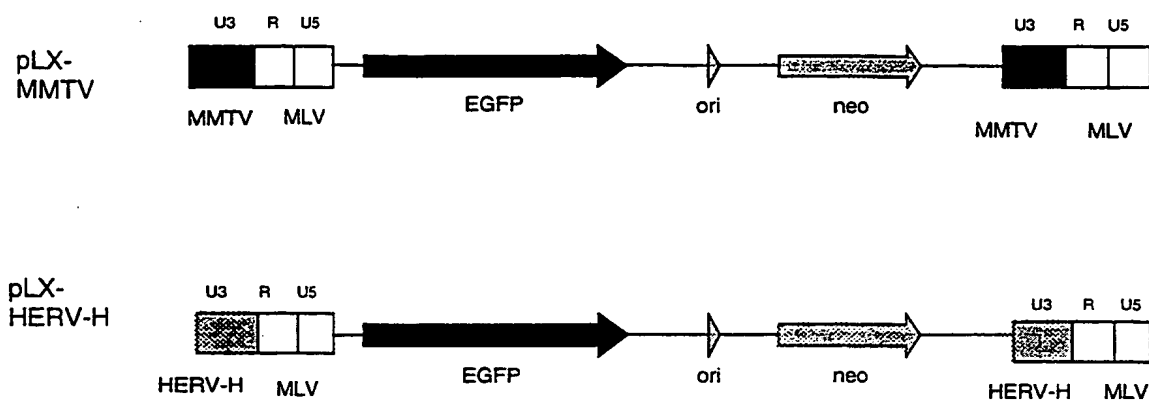 U3 R U5 U3 R U5
pLX-
MMTV
EGFP ori neo
MMTV MLV MMTV MLV
pLX-
HERV-H
U3 R U5 U3 R U5
EGFP ori neo
HERV-H MLV HERV-H MLV